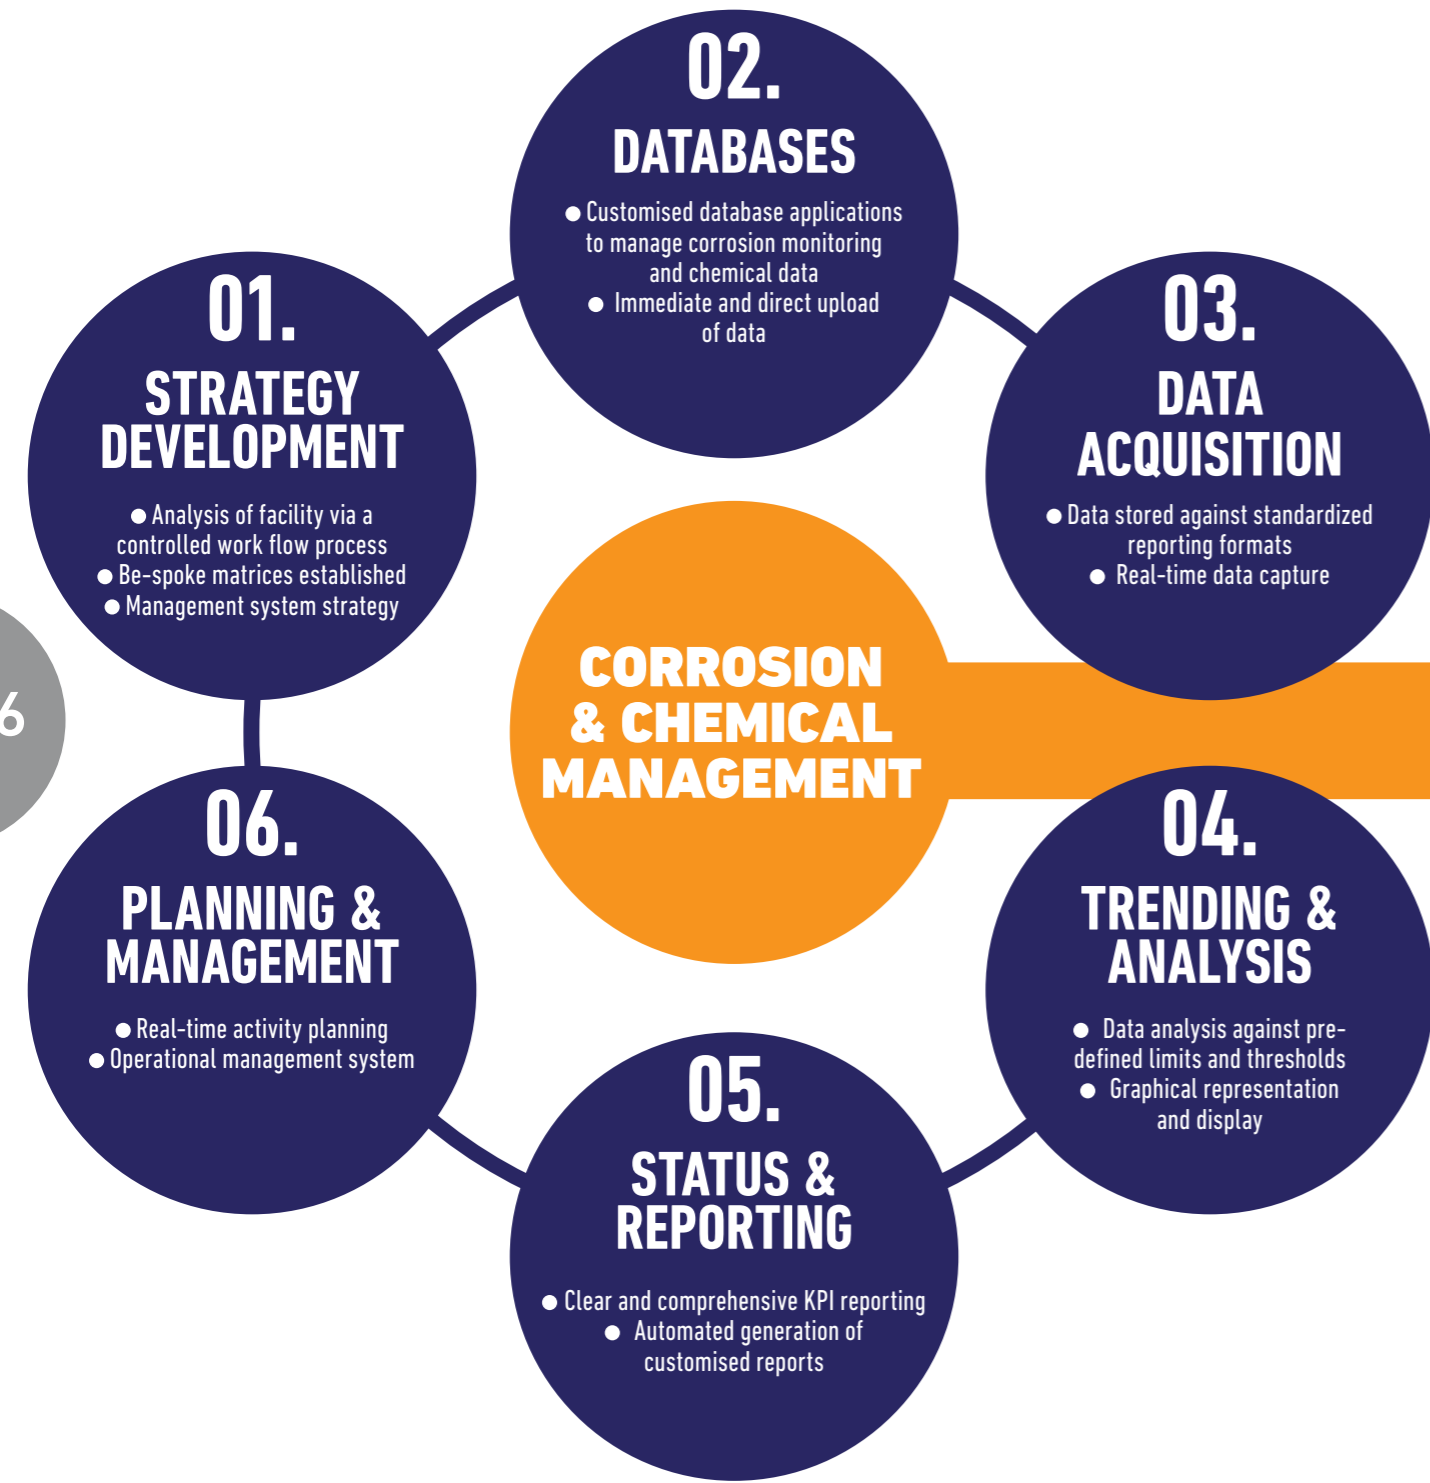 01.
STRATEGY
DEVELOPMENT
● Analysis of facility via a
controlled work flow process
● Be-spoke matrices established
● Management system strategy
02.
DATABASES
● Customised database applications
to manage corrosion monitoring
and chemical data
● Immediate and direct upload
of data
03.
DATA
ACQUISITION
● Data stored against standardized
reporting formats
● Real-time data capture
CORROSION
& CHEMICAL
MANAGEMENT
04.
TRENDING &
ANALYSIS
● Data analysis against pre-
defined limits and thresholds
● Graphical representation
and display
05.
STATUS &
REPORTING
● Clear and comprehensive KPI reporting
● Automated generation of
customised reports
06.
PLANNING &
MANAGEMENT
● Real-time activity planning
● Operational management system
6